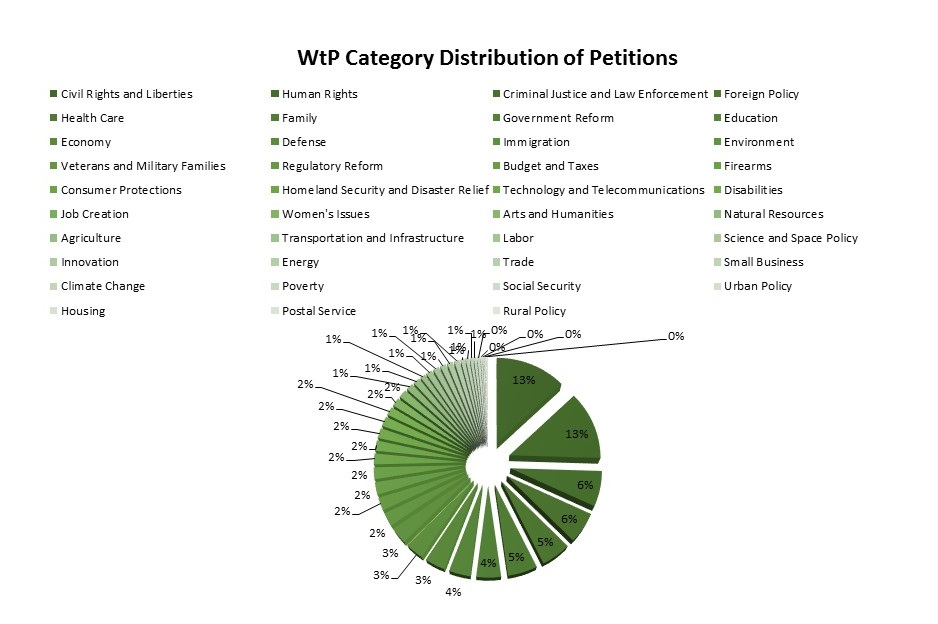 WtP Category Distribution of Petitions
Civil Rights and Liberties Human Rights Criminal Justice and Law Enforcement Foreign Policy
Health Care Family Government Reform Education
Economy Defense Immigration Environment
Veterans and Military Families Regulatory Reform Budget and Taxes Firearms
Consumer Protections Homeland Security and Disaster Relief Technology and Telecommunications Disabilities
Job Creation Women's Issues Arts and Humanities Natural Resources
Agriculture Transportation and Infrastructure Labor Science and Space Policy
Innovation Energy Trade Small Business
Climate Change Poverty Social Security Urban Policy
Housing Postal Service Rural Policy
1% 1% 1% 0%
1% 1% 1% 0% 0% 0%
1% 1% 1% 1% 0%
1% 1%
2% 2% 2% 13%
2%
2% 13%
2%
2%
2% 6%
2%
2% 6%
2% 5%
3% 5%
3% 3% 4%
4%